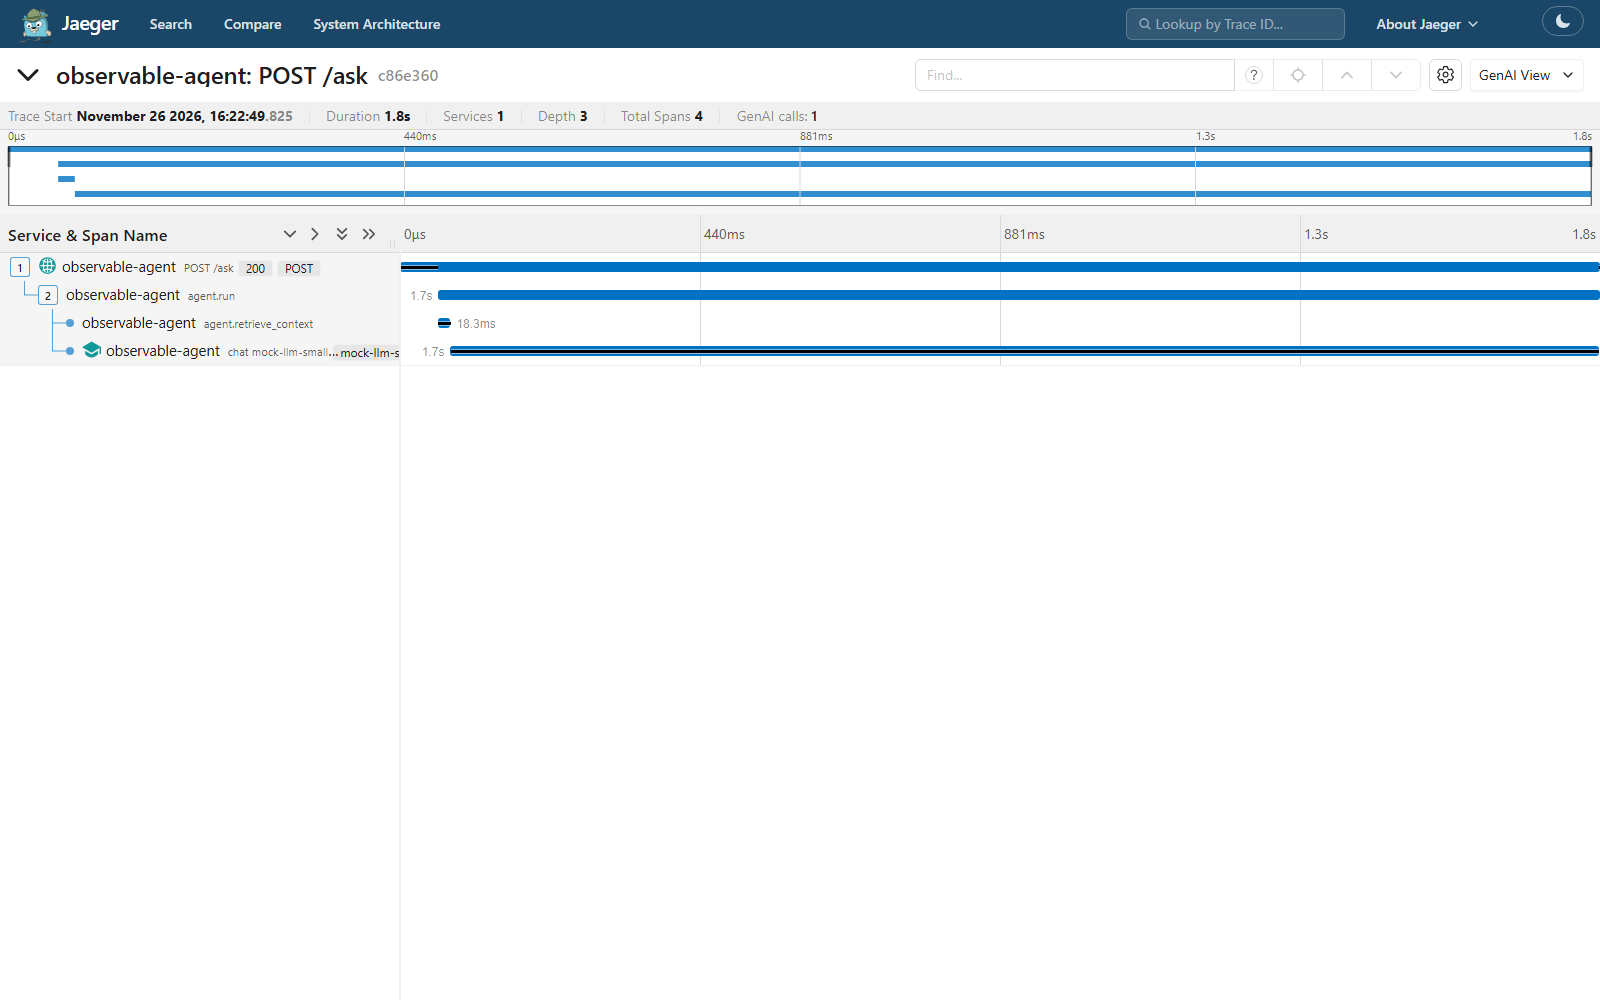 Jaeger Search Compare System Architecture Lookup by Trace ID... About Jaeger
observable-agent: POST /ask c86e360 Find... ? GenAI View
Trace Start November 26 2026, 16:22:49.825 Duration 1.8s Services 1 Depth 3 Total Spans 4 GenAI calls: 1
0μs 440ms 881ms 1.3s 1.8s
Service & Span Name 0μs 440ms 881ms 1.3s 1.8s
1 observable-agent POST /ask 200 POST
2 observable-agent agent.run 1.7s
observable-agent agent.retrieve_context 18.3ms
observable-agent chat mock-llm-small... mock-llm-s 1.7s